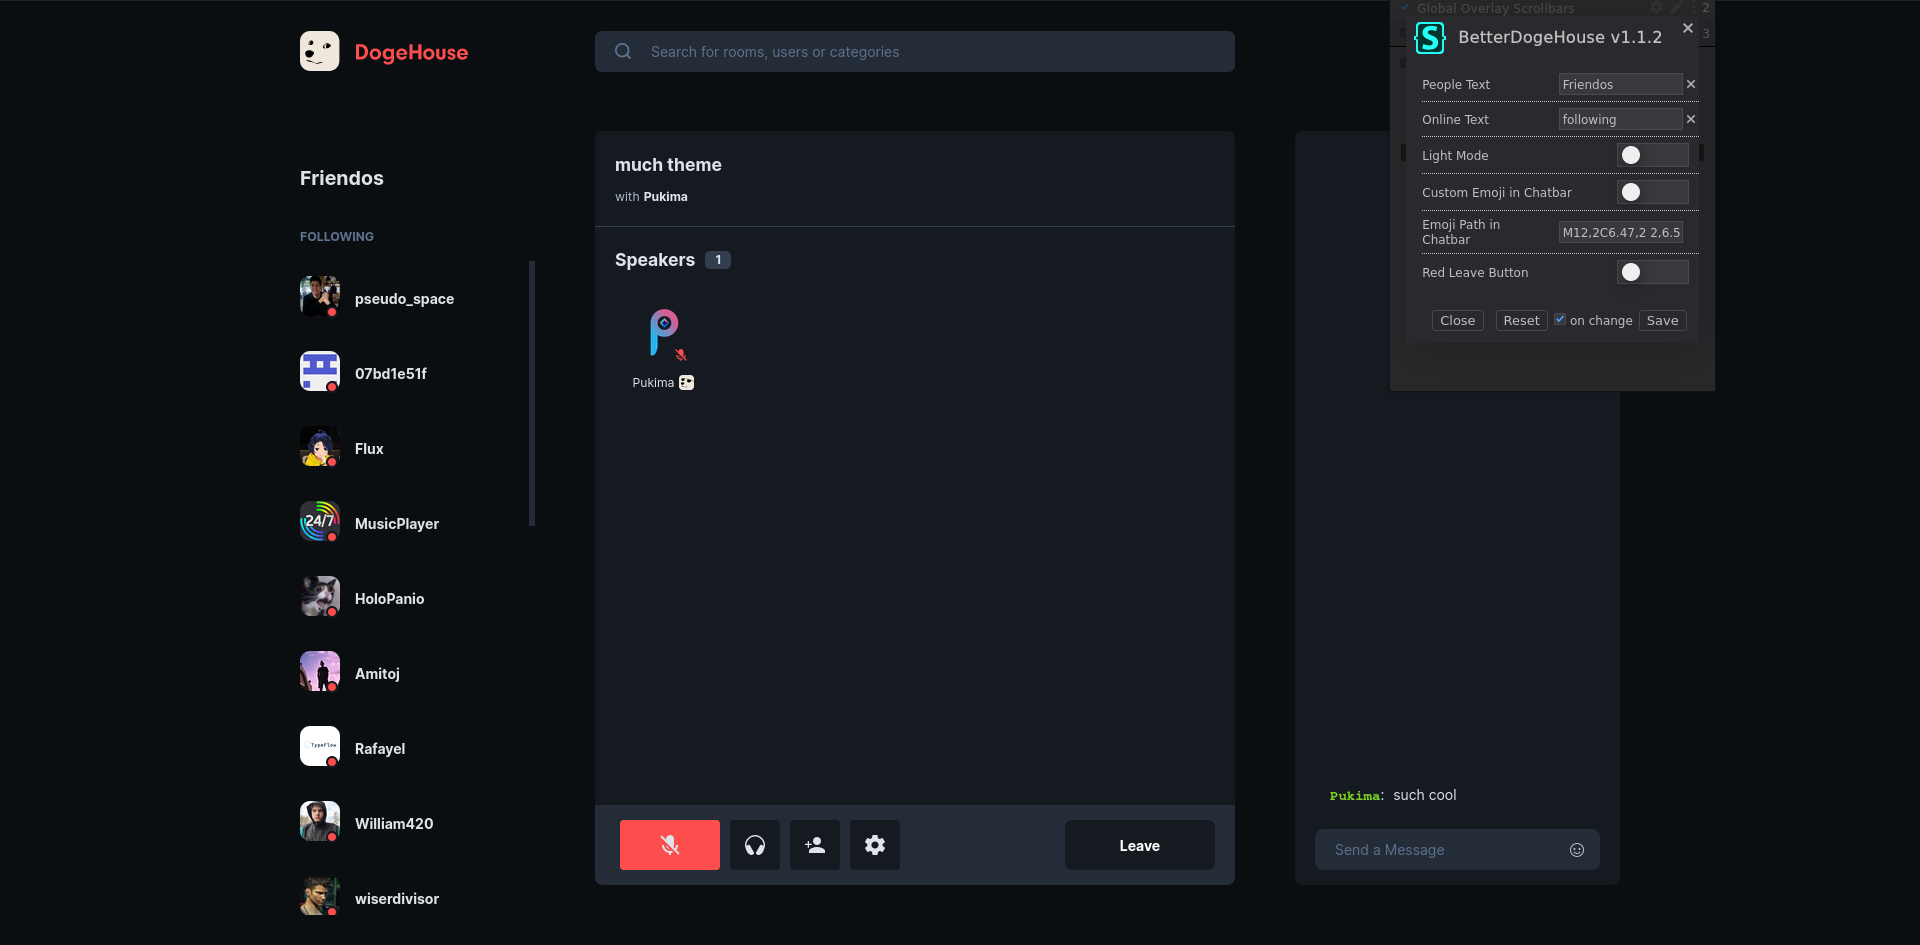 DogeHouse
Search for rooms, users or categories
Friendos
FOLLOWING
pseudo_space
07bd1e51f
Flux
24/7
MusicPlayer
HoloPanio
Amitoj
TypeFlow
Rafayel
William420
wiserdivisor
much theme
with Pukima
Speakers 1
Pukima
Leave
Pukima: such cool
Send a Message
Global Overlay Scrollbars 2
3
BetterDogeHouse v1.1.2
People Text Friendos
Online Text following
Light Mode
Custom Emoji in Chatbar
Emoji Path in
Chatbar
M12,2C6.47,2 2,6.5
Red Leave Button
Close Reset on change Save